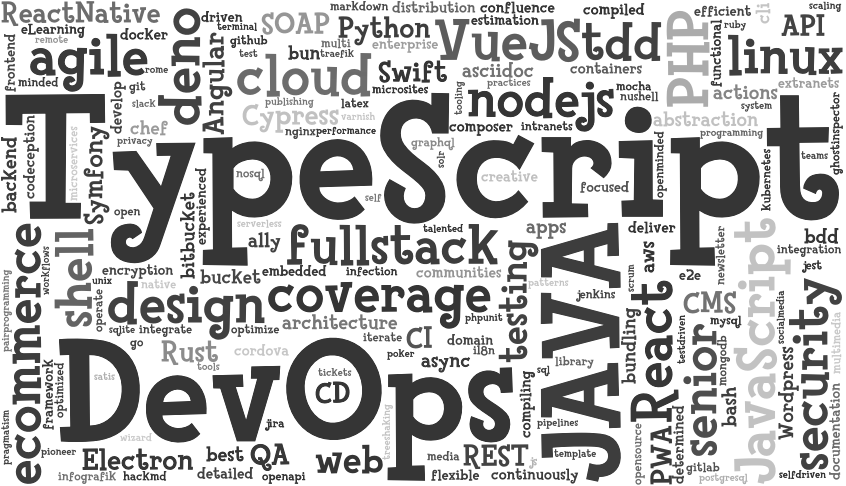 ReactNative
eLearning
remote
docker
driven
terminal
github
test
SOAP
markdown
distribution
confluence
estimation
compiled
Python
enterprise
multi
traefik
bun
VueJS
tdd
PHP
efficient
ruby
cli
API
scaling
functional
linux
frontend
agile
rome
minded
git
slack
develop
deno
Angular
cloud
publishing
Swift
microsites
latex
asciidoc
practices
containers
tooling
nodejs
mocha
nushell
actions
system
extranets
abstraction
programming
Cypress
varnish
nginx
performance
composer
intranets
graphql
solr
chef
privacy
TypeScript
backend
codeception
microservices
Symfony
open
bitbucket
experienced
nosql
self
serverless
creative
focused
openminded
Kubernetes
teams
ghostinspector
talented
ally
fullstack
apps
deliver
aws
scrum
e2e
newsletter
JavaScript
bdd
integration
jest
ecommerce
workflows
pairprogramming
shell
unix
operate
encryption
native
bucket
embedded
infection
communities
testing
patterns
JAVA
jenkins
design
coverage
phpunit
sqlite
integrate
optimize
architecture
iterate
CI
domain
il8n
poker
async
go
Rust
tools
cordova
library
sql
bundling
React
testdriven
CMS
mysql
mongodb
senior
socialmedia
security
multimedia
Wordpress
bash
framework
optimized
satis
DevOps
tickets
CD
compiling
pipelines
pragmatism
pioneer
wizard
jira
treeshaking
Electron
best
QA
web
media
REST
js
template
opensource
PWA
determined
gitlab
postgresql
selfdriven
documentation
infografik
hackmd
detailed
openapi
flexible
continuously